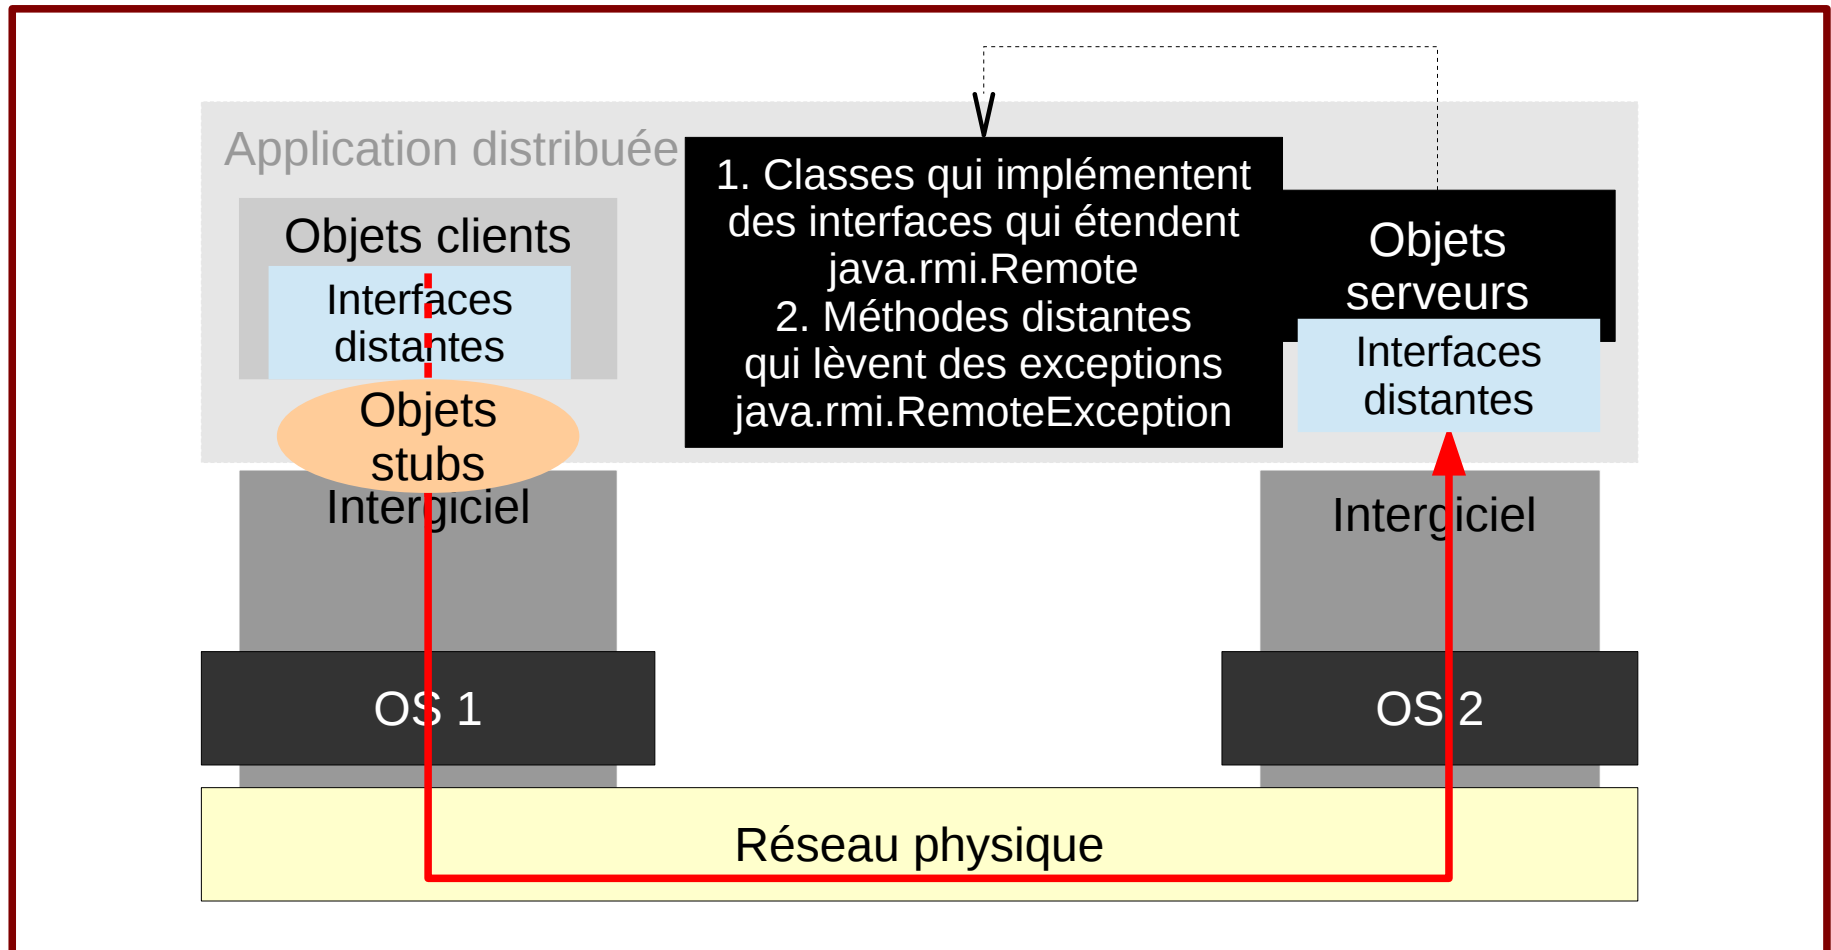 Application distribuée
Objets clients
Interfaces
distantes
Objets
stubs
Intergiciel
OS 1
1. Classes qui implémentent
des interfaces qui étendent
java.rmi.Remote
2. Méthodes distantes
qui lèvent des exceptions
java.rmi.RemoteException
Objets
serveurs
Interfaces
distantes
Intergiciel
OS 2
Réseau physique